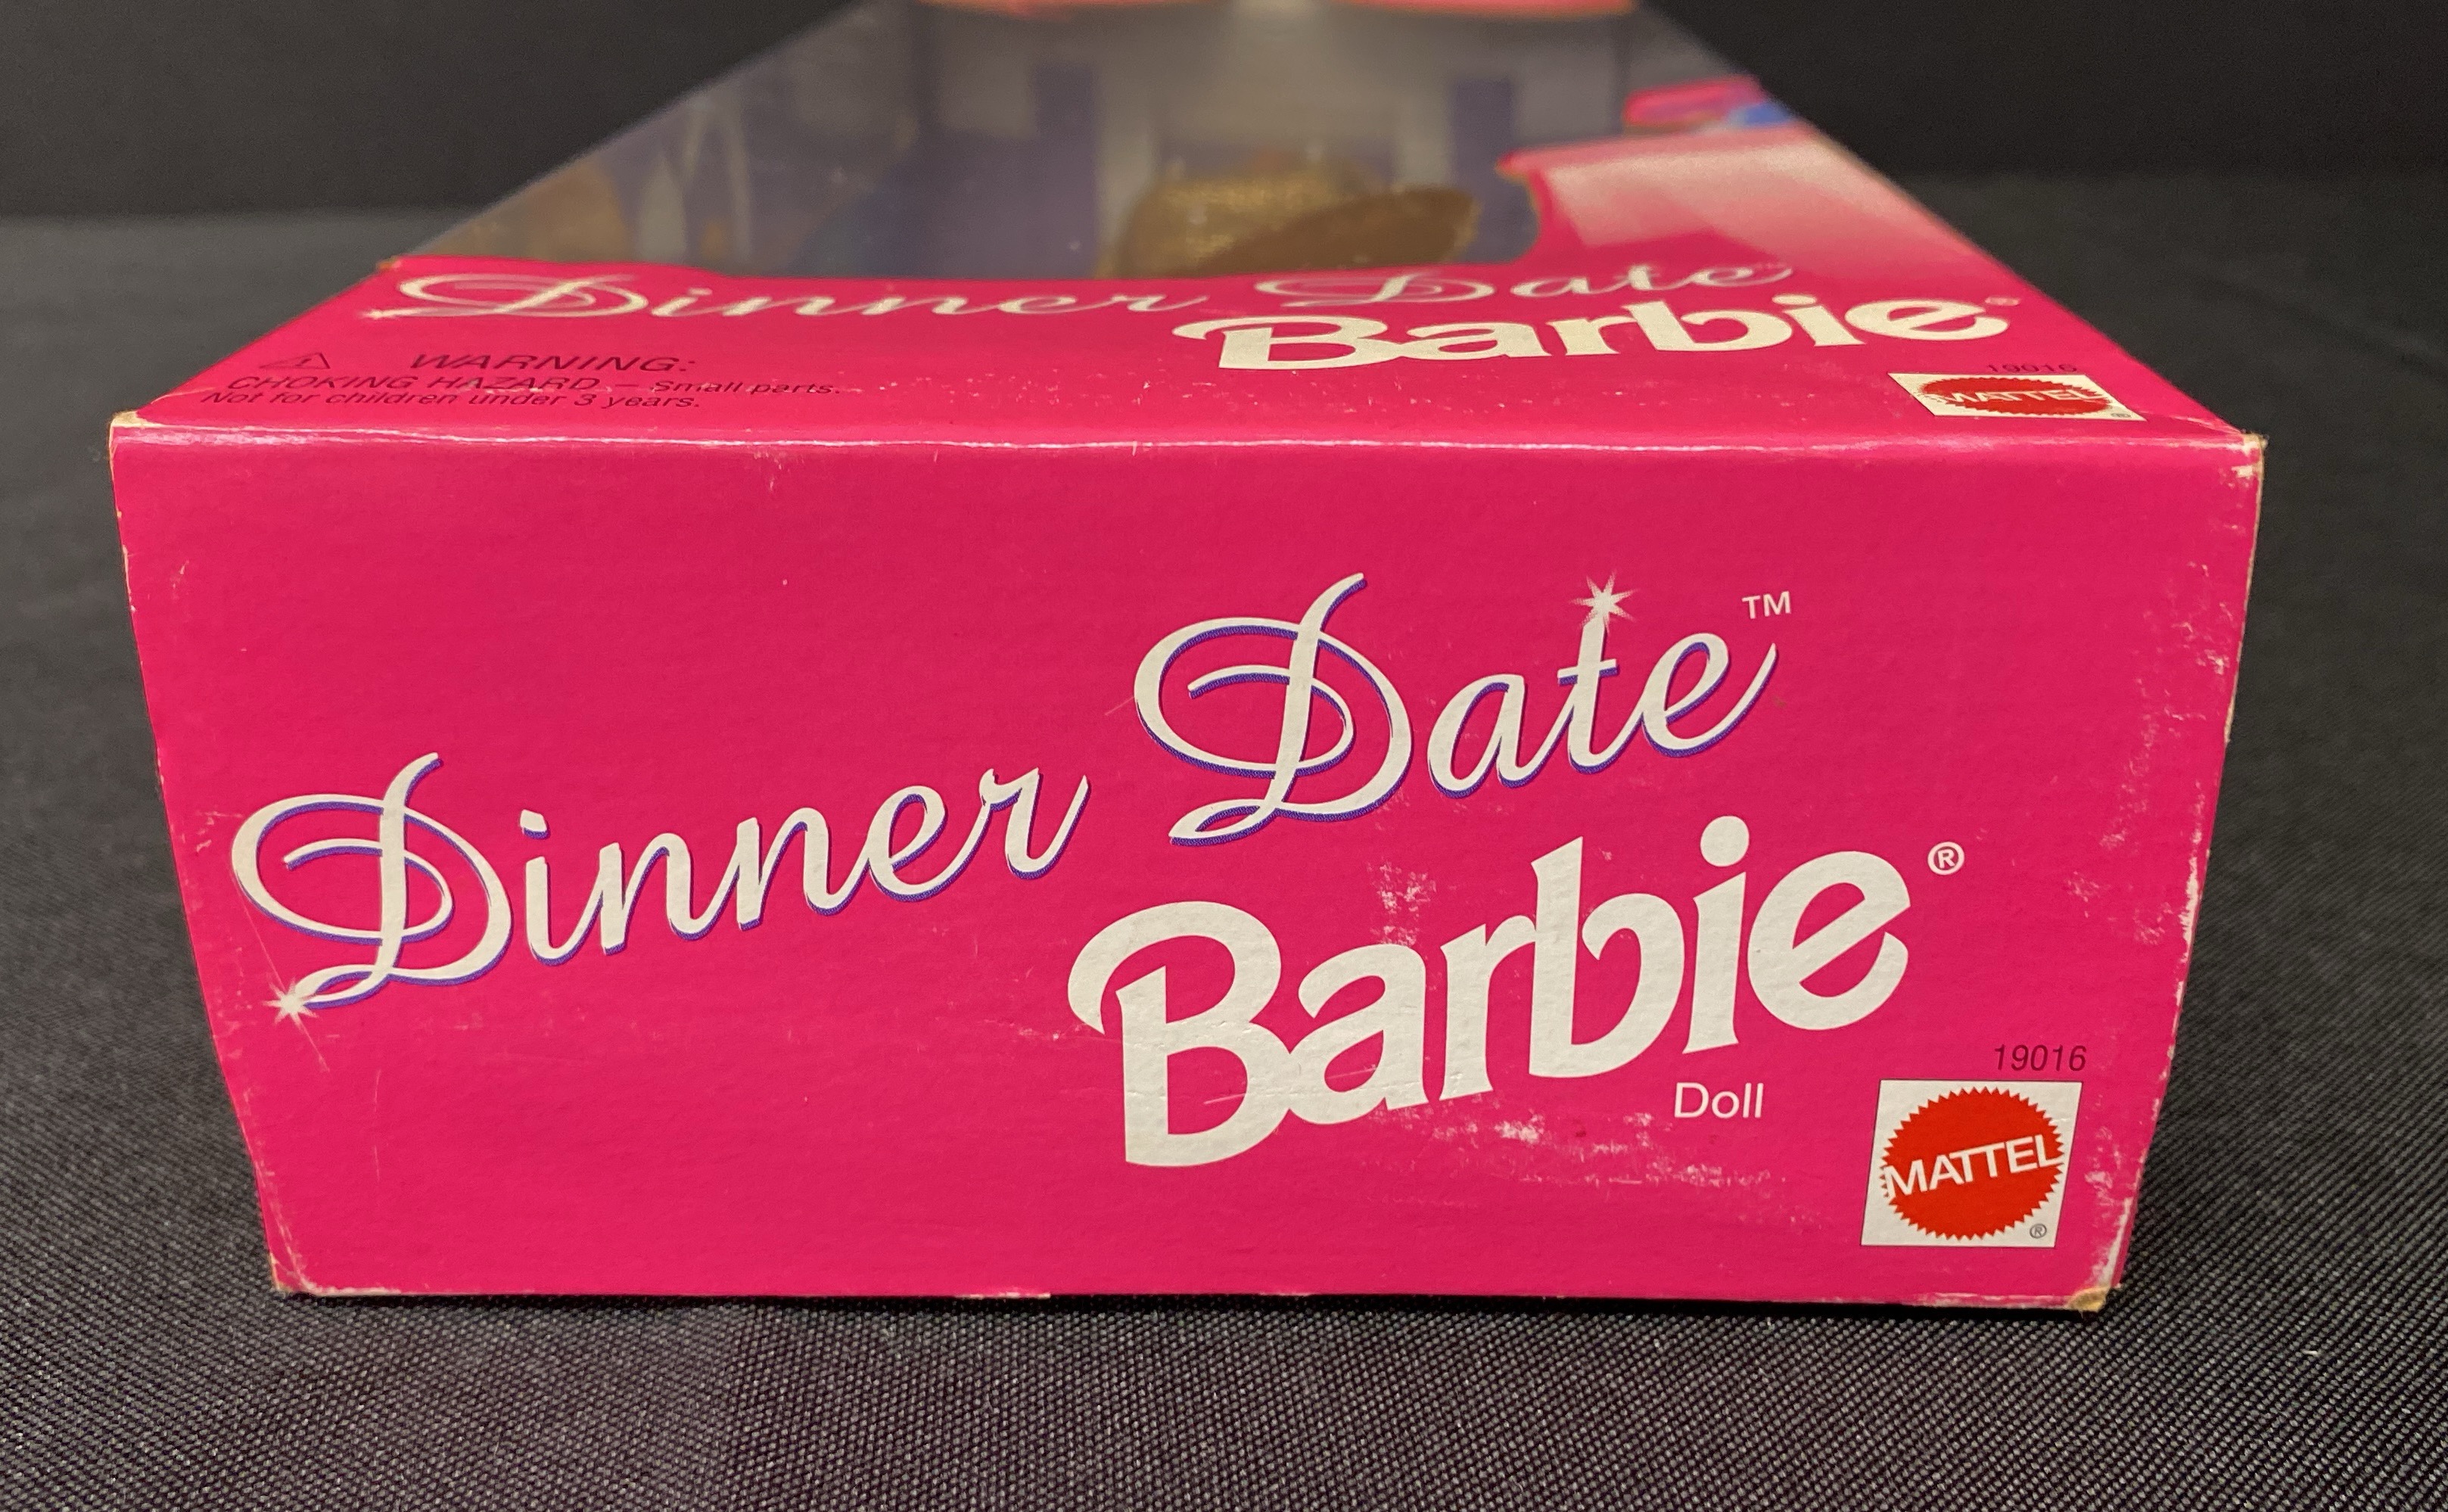 Dinner Date
Barbie®
⚠ WARNING:
CHOKING HAZARD – Small parts.
Not for children under 3 years.
19016
MATTEL
®
Dinner Date™
Barbie®
Doll
19016
MATTEL
®